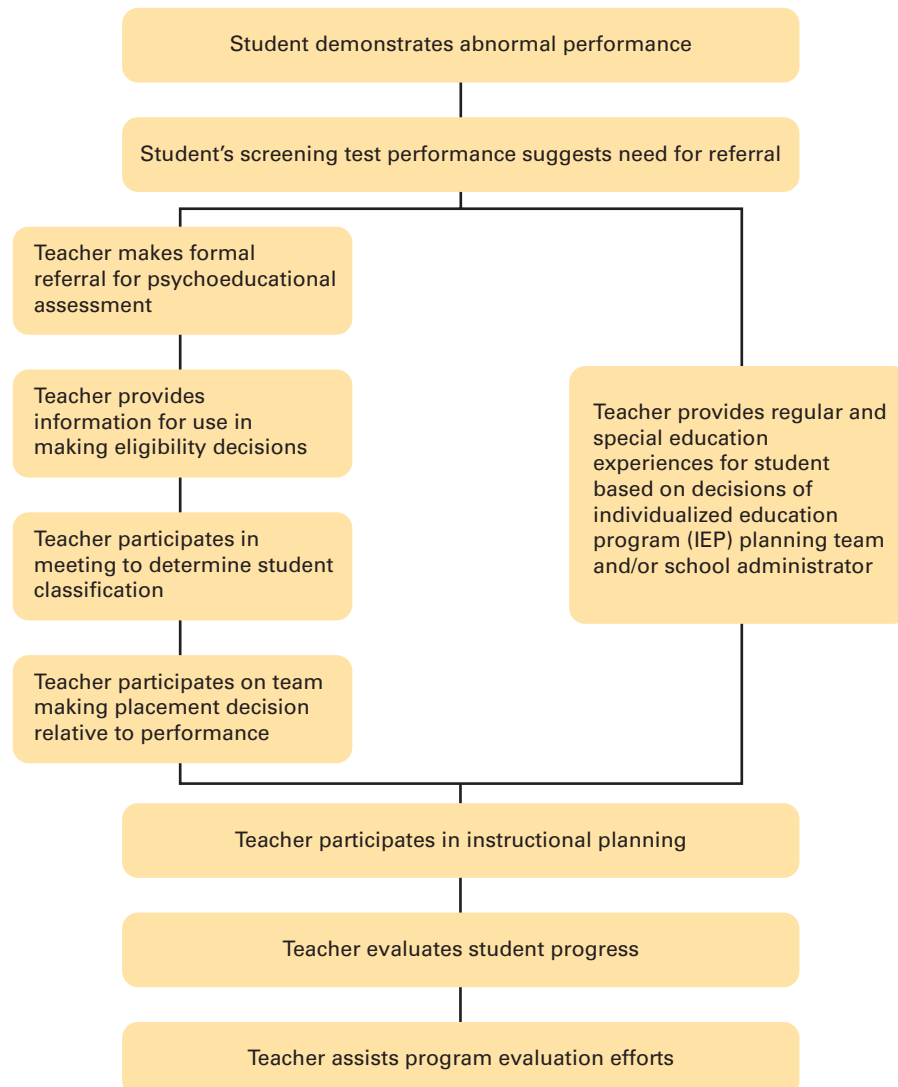 Student demonstrates abnormal performance
Student’s screening test performance suggests need for referral
Teacher makes formal
referral for psychoeducational
assessment
Teacher provides
information for use in
making eligibility decisions
Teacher participates in
meeting to determine student
classification
Teacher participates on team
making placement decision
relative to performance
Teacher provides regular and
special education
experiences for student
based on decisions of
individualized education
program (IEP) planning team
and/or school administrator
Teacher participates in instructional planning
Teacher evaluates student progress
Teacher assists program evaluation efforts